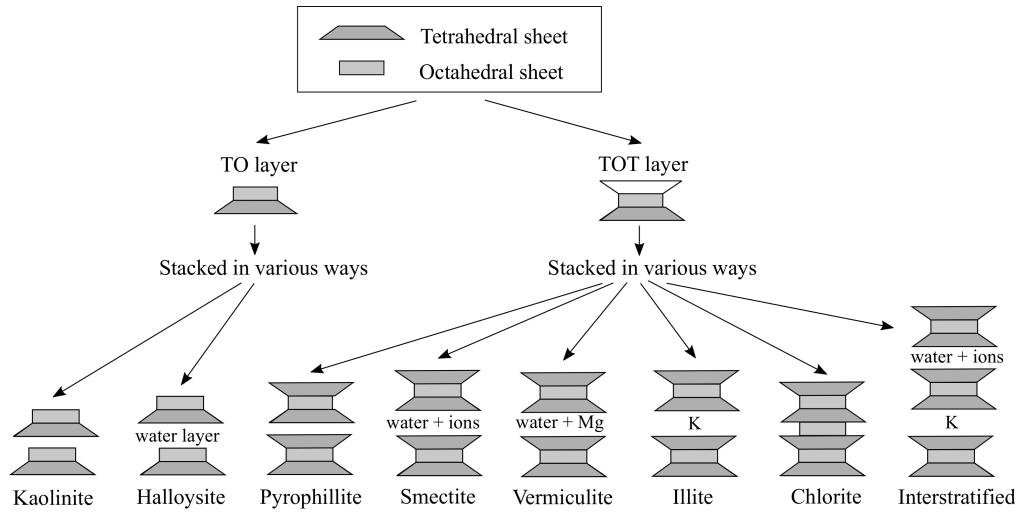 Tetrahedral sheet
Octahedral sheet
TO layer
TOT layer
Stacked in various ways
Stacked in various ways
water + ions
water layer
water + ions
water + Mg
K
K
Kaolinite
Halloysite
Pyrophillite
Smectite
Vermiculite
Illite
Chlorite
Interstratified